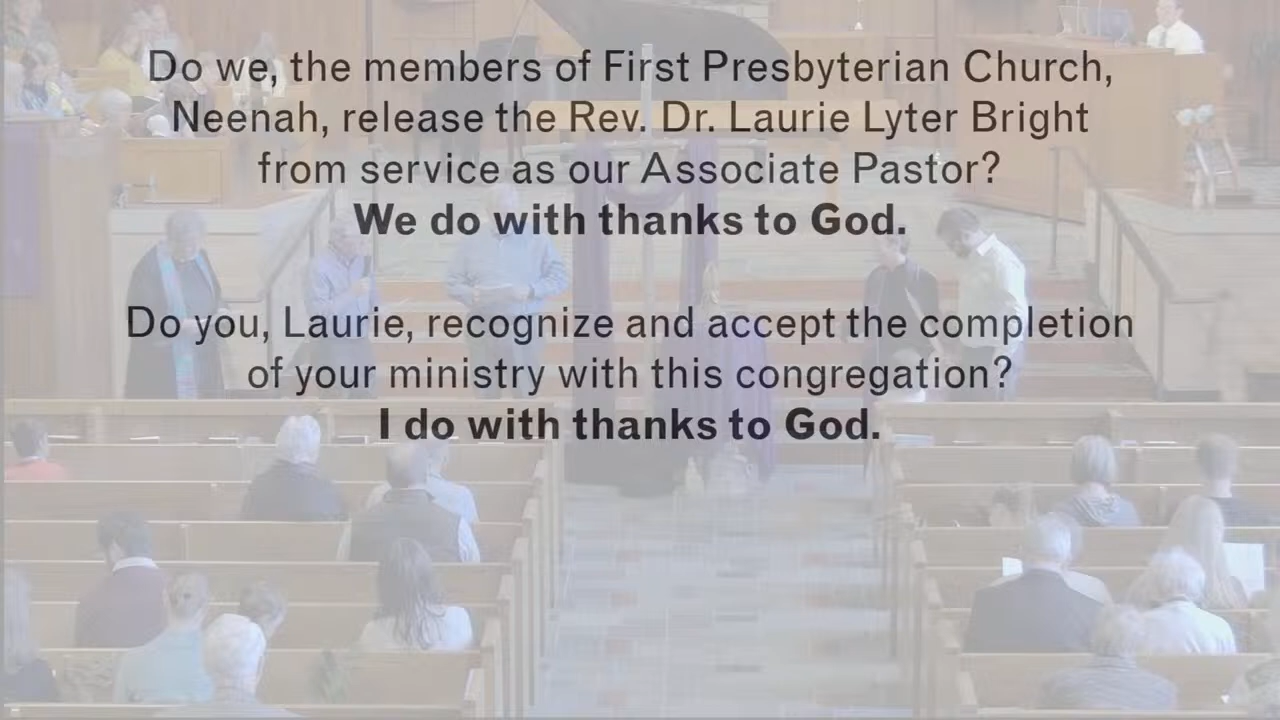 Do we, the members of First Presbyterian Church,
Neenah, release the Rev. Dr. Laurie Lyter Bright
from service as our Associate Pastor?
We do with thanks to God.
Do you, Laurie, recognize and accept the completion
of your ministry with this congregation?
I do with thanks to God.